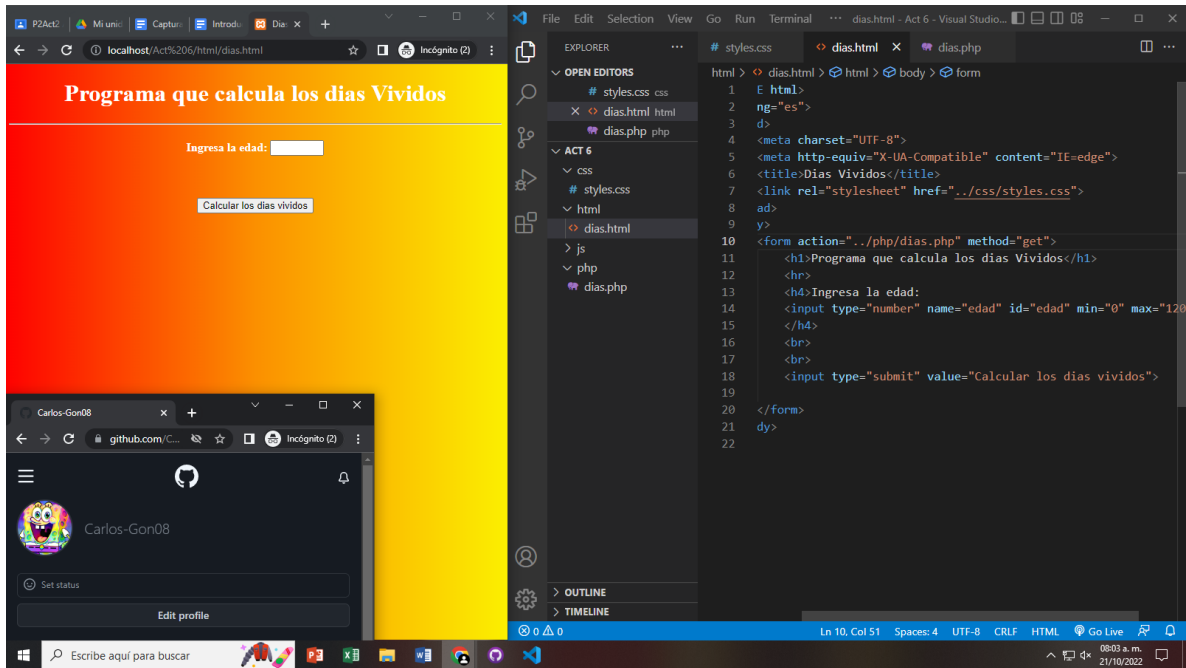 P2Act2
Mi unid
Captur
Introdu
Dias
localhost/Act%206/html/dias.html
Incógnito (2)
Programa que calcula los dias Vividos
Ingresa la edad:
Calcular los dias vividos
Carlos-Gon08
github.com/C...
Incógnito (2)
Carlos-Gon08
Set status
Edit profile
File Edit Selection View Go Run Terminal ··· dias.html - Act 6 - Visual Studio...
EXPLORER ···
OPEN EDITORS
# styles.css css
dias.html html
dias.php php
ACT 6
css
# styles.css
html
dias.html
js
php
dias.php
OUTLINE
TIMELINE
# styles.css
dias.html
dias.php
html > dias.html > html > body > form
1 E html>
2 ng="es">
3 d>
4 <meta charset="UTF-8">
5 <meta http-equiv="X-UA-Compatible" content="IE=edge">
6 <title>Dias Vividos</title>
7 <link rel="stylesheet" href="../css/styles.css">
8 ad>
9 y>
10 <form action="../php/dias.php" method="get">
11 <h1>Programa que calcula los dias Vividos</h1>
12 <hr>
13 <h4>Ingresa la edad:
14 <input type="number" name="edad" id="edad" min="0" max="120
15 </h4>
16 <br>
17 <br>
18 <input type="submit" value="Calcular los dias vividos">
19
20 </form>
21 dy>
22
0 0
Ln 10, Col 51 Spaces: 4 UTF-8 CRLF HTML Go Live
Escribe aquí para buscar
08:03 a. m.
21/10/2022